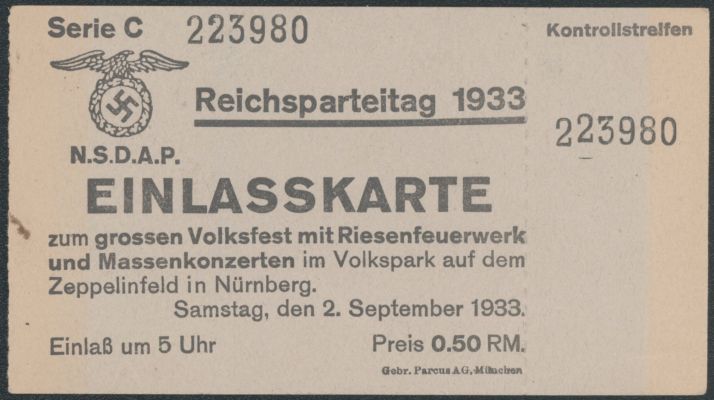 Serie C 223980
Kontrollstreifen
Reichsparteitag 1933
223980
N.S.D.A.P.
EINLASSKARTE
zum grossen Volksfest mit Riesenfeuerwerk
und Massenkonzerten im Volkspark auf dem
Zeppelinfeld in Nürnberg.
Samstag, den 2. September 1933.
Einlaß um 5 Uhr Preis 0.50 RM.
Gebr. Parcus AG, München